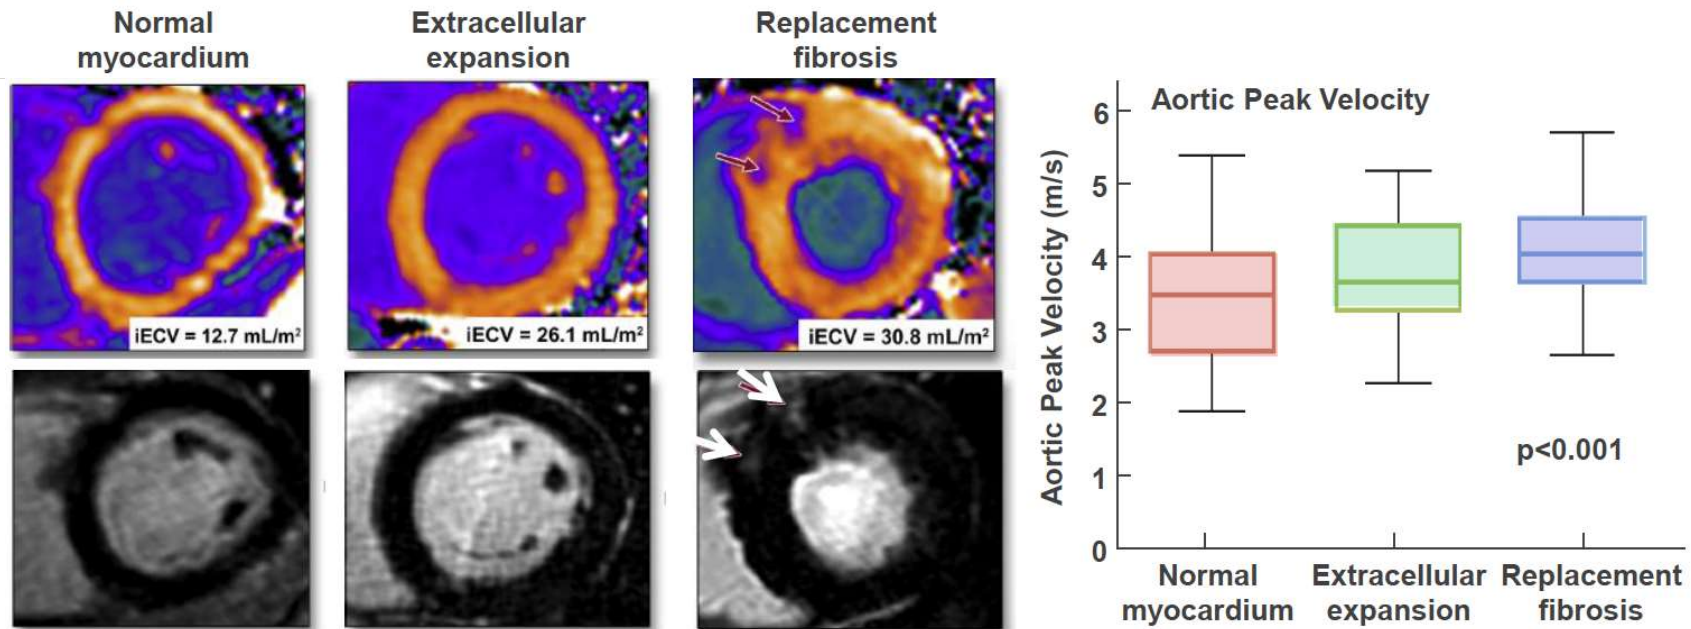 Normal
myocardium
Extracellular
expansion
Replacement
fibrosis
iECV = 12.7 mL/m²
iECV = 26.1 mL/m²
iECV = 30.8 mL/m²
Aortic Peak Velocity
Aortic Peak Velocity (m/s)
6
5
4
3
2
1
0
p<0.001
Normal
myocardium
Extracellular
expansion
Replacement
fibrosis